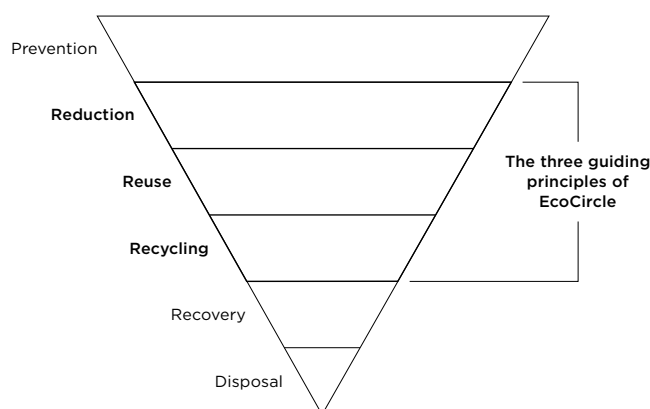 Prevention
Reduction
Reuse
Recycling
Recovery
Disposal
The three guiding
principles of
EcoCircle